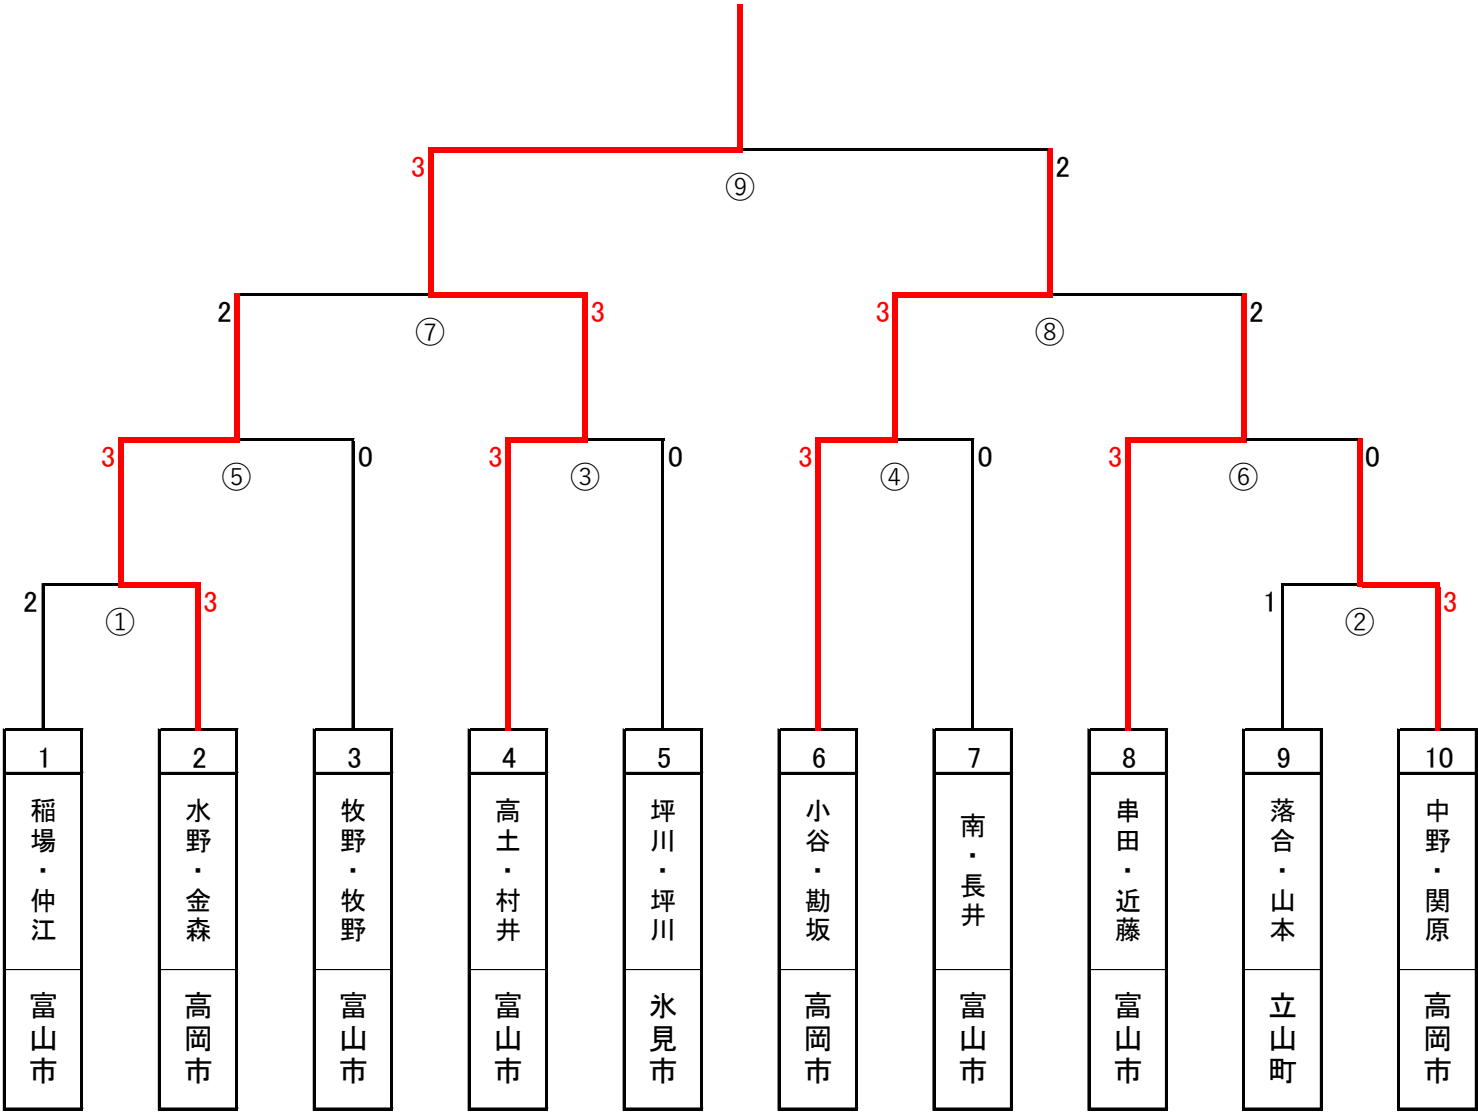 3
2
⑨
2
3
3
2
⑦
⑧
3
0
3
0
3
0
3
0
⑤
③
④
⑥
2
3
1
3
①
②
1
2
3
4
5
6
7
8
9
10
稲場・仲江
水野・金森
牧野・牧野
高土・村井
坪川・坪川
小谷・勘坂
南・長井
串田・近藤
落合・山本
中野・関原
富山市
高岡市
富山市
富山市
氷見市
高岡市
富山市
富山市
立山町
高岡市